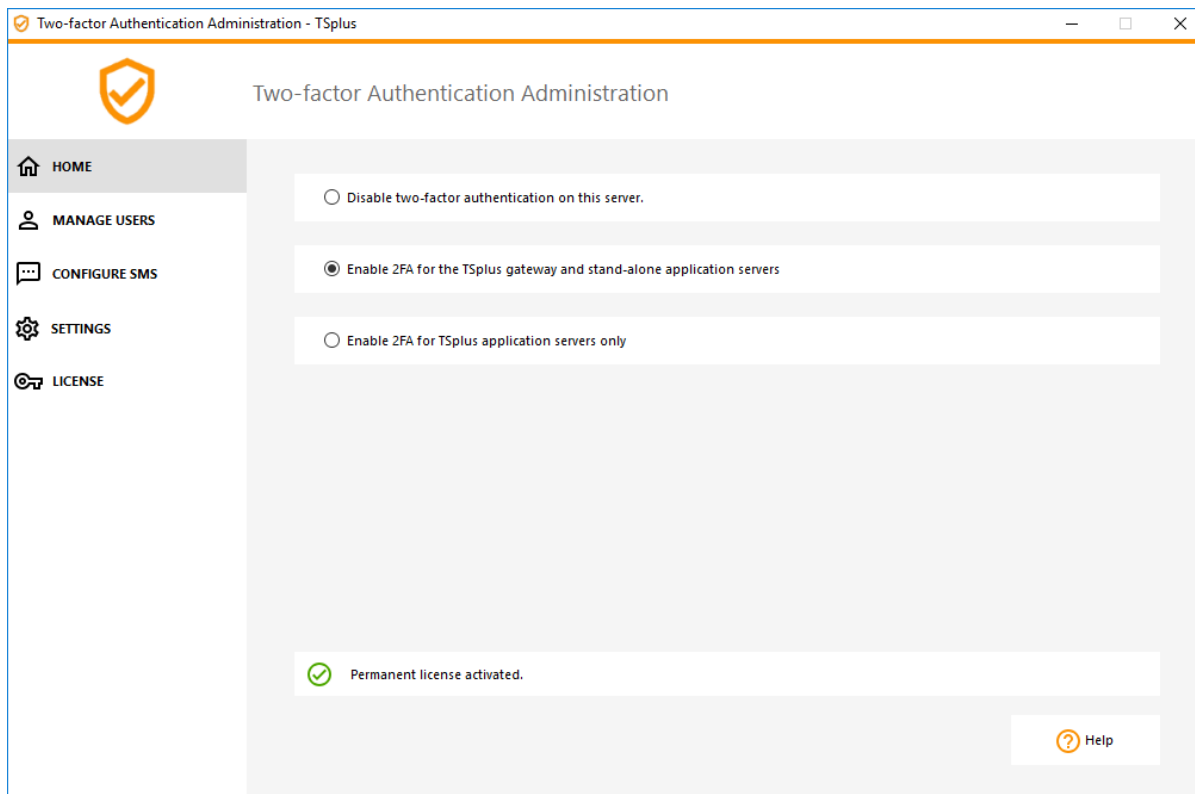 Two-factor Authentication Administration - TSplus
Two-factor Authentication Administration
HOME
MANAGE USERS
CONFIGURE SMS
SETTINGS
LICENSE
Disable two-factor authentication on this server.
Enable 2FA for the TSplus gateway and stand-alone application servers
Enable 2FA for TSplus application servers only
Permanent license activated.
Help